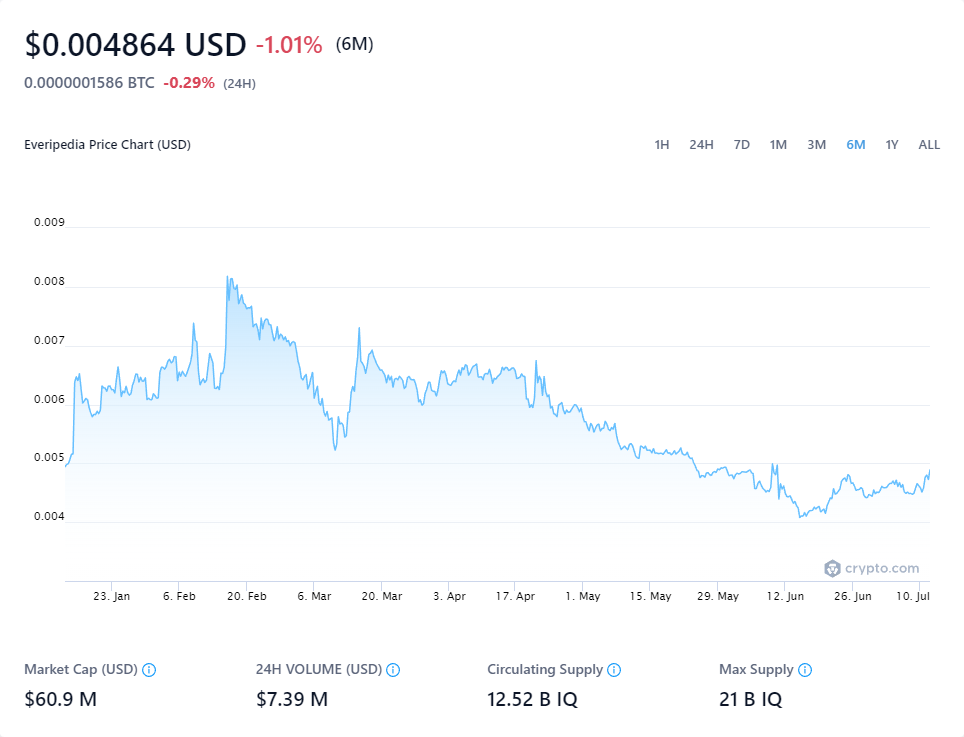 $0.004864 USD -1.01% (6M)
0.0000001586 BTC -0.29% (24H)
Everipedia Price Chart (USD) 1H 24H 7D 1M 3M 6M 1Y ALL
0.009
0.008
0.007
0.006
0.005
0.004
crypto.com
23. Jan 6. Feb 20. Feb 6. Mar 20. Mar 3. Apr 17. Apr 1. May 15. May 29. May 12. Jun 26. Jun 10. Jul
Market Cap (USD) 24H VOLUME (USD) Circulating Supply Max Supply
$60.9 M $7.39 M 12.52 B IQ 21 B IQ